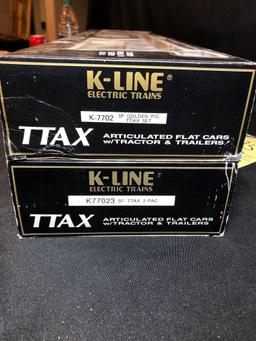 K-LINE®
ELECTRIC TRAINS
K-7702 SP GOLDEN PIG
TTAX SET
TTAX ARTICULATED FLAT CARS
w/TRACTOR & TRAILERS
K-LINE®
ELECTRIC TRAINS
K77023 SF TTAX 2-PAC
TTAX ARTICULATED FLAT CARS
w/TRACTOR & TRAILERS